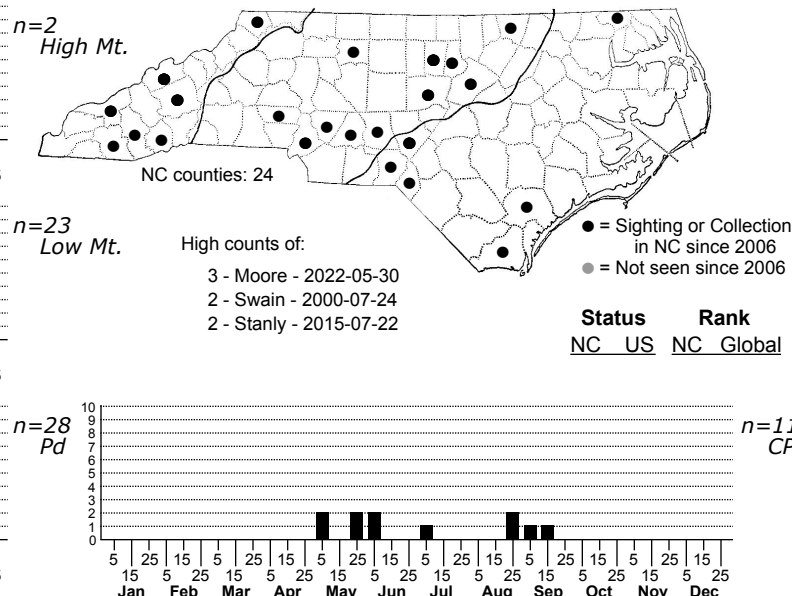 n=2
High Mt.
NC counties: 24
n=23
Low Mt.
High counts of:
3 - Moore - 2022-05-30
2 - Swain - 2000-07-24
2 - Stanly - 2015-07-22
● = Sighting or Collection
in NC since 2006
● = Not seen since 2006
Status Rank
NC US NC Global
n=28
Pd
n=11
CP
10
9
8
7
6
5
4
3
2
1
0
5 25 15 5 25 15 5 25 15 5 25 15 5 25 15 5 25 15
15 5 25 15 5 25 15 5 25 15 5 25 15 5 25 15 5 25
Jan Feb Mar Apr May Jun Jul Aug Sep Oct Nov Dec